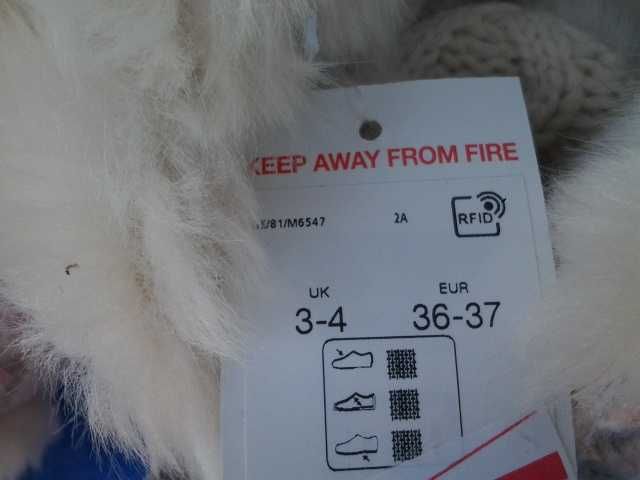 KEEP AWAY FROM FIRE
2A
RFID
UK
EUR
3-4
36-37